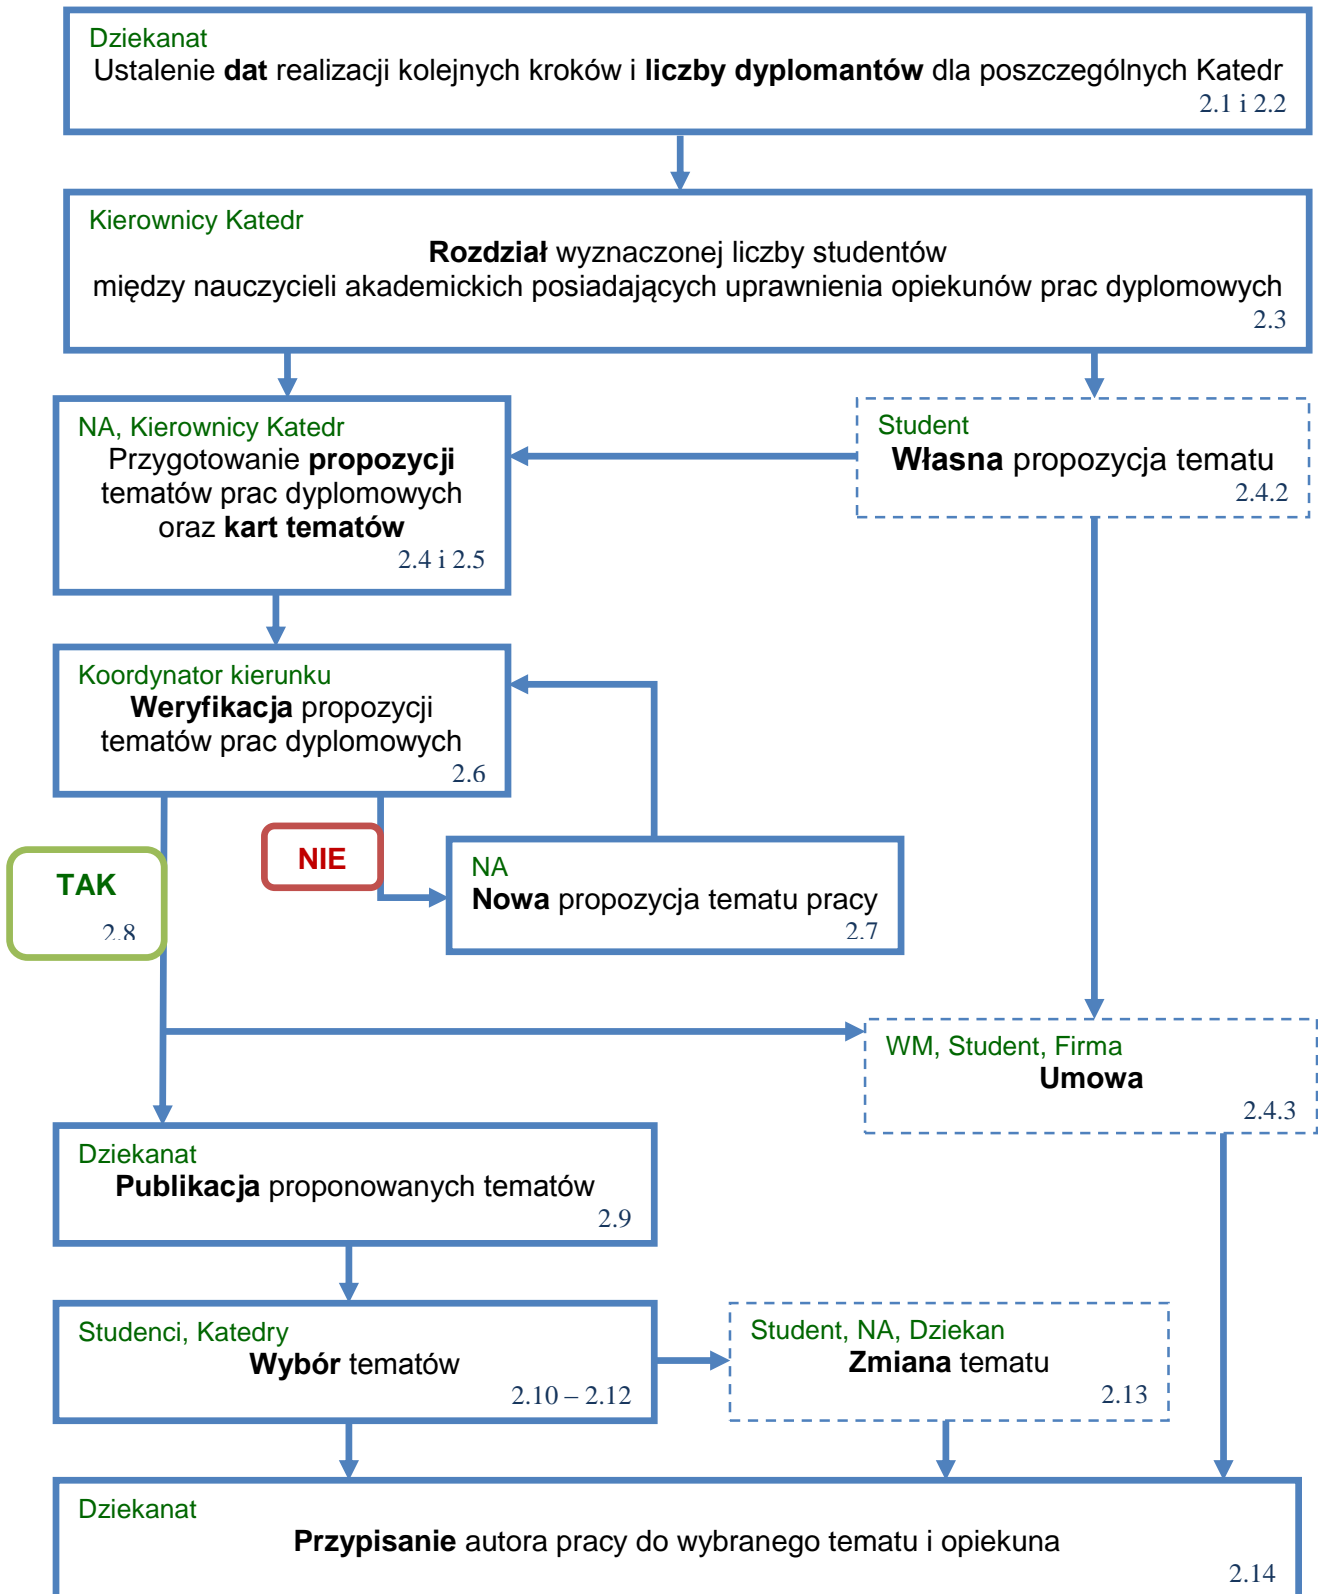 Dziekanat
Ustalenie dat realizacji kolejnych kroków i liczby dyplomantów dla poszczególnych Katedr
2.1 i 2.2
Kierownicy Katedr
Rozdział wyznaczonej liczby studentów
między nauczycieli akademickich posiadających uprawnienia opiekunów prac dyplomowych
2.3
NA, Kierownicy Katedr
Przygotowanie propozycji
tematów prac dyplomowych
oraz kart tematów
2.4 i 2.5
Student
Własna propozycja tematu
2.4.2
Koordynator kierunku
Weryfikacja propozycji
tematów prac dyplomowych
2.6
NIE
TAK
2.8
NA
Nowa propozycja tematu pracy
2.7
WM, Student, Firma
Umowa
2.4.3
Dziekanat
Publikacja proponowanych tematów
2.9
Studenci, Katedry
Wybór tematów
2.10 – 2.12
Student, NA, Dziekan
Zmiana tematu
2.13
Dziekanat
Przypisanie autora pracy do wybranego tematu i opiekuna
2.14